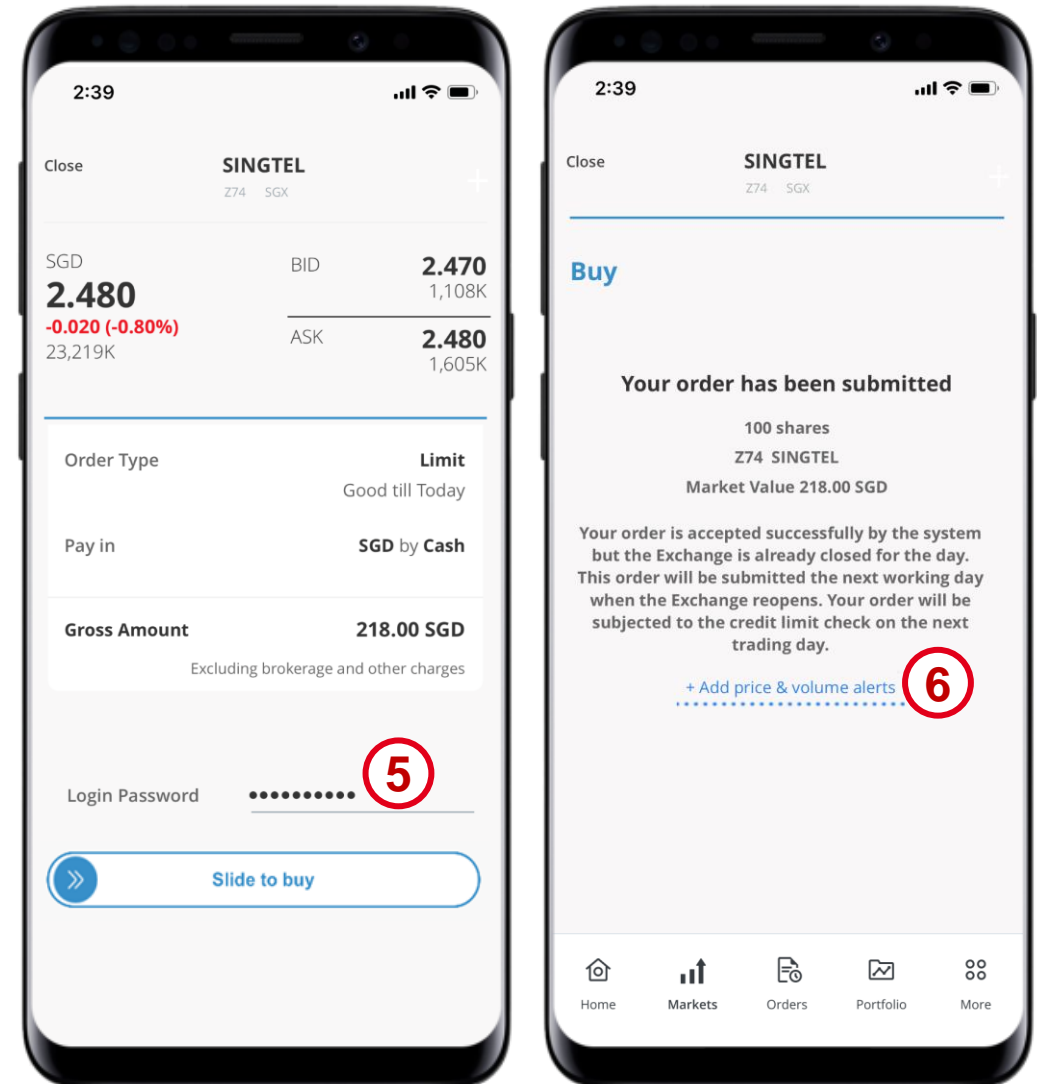 2:39
Close
SINGTEL
Z74 SGX
SGD
2.480
-0.020 (-0.80%)
23,219K
BID 2.470
1,108K
ASK 2.480
1,605K
Order Type Limit
Good till Today
Pay in SGD by Cash
Gross Amount 218.00 SGD
Excluding brokerage and other charges
5
Login Password ••••••••••
Slide to buy
2:39
Close
SINGTEL
Z74 SGX
Buy
Your order has been submitted
100 shares
Z74 SINGTEL
Market Value 218.00 SGD
Your order is accepted successfully by the system
but the Exchange is already closed for the day.
This order will be submitted the next working day
when the Exchange reopens. Your order will be
subjected to the credit limit check on the next
trading day.
+ Add price & volume alerts
6
Home Markets Orders Portfolio More